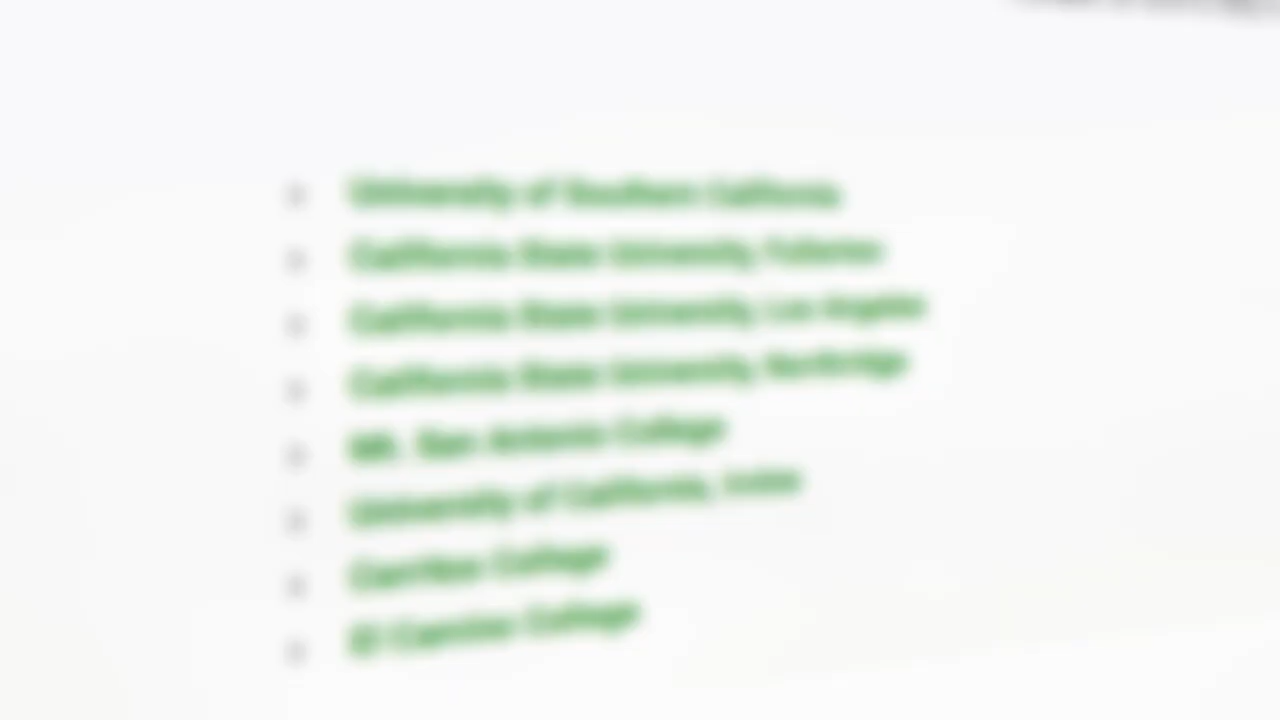 University of Southern California
California State University, Fullerton
California State University, Los Angeles
California State University, Northridge
Mt. San Antonio College
University of California, Irvine
Cerritos College
El Camino College